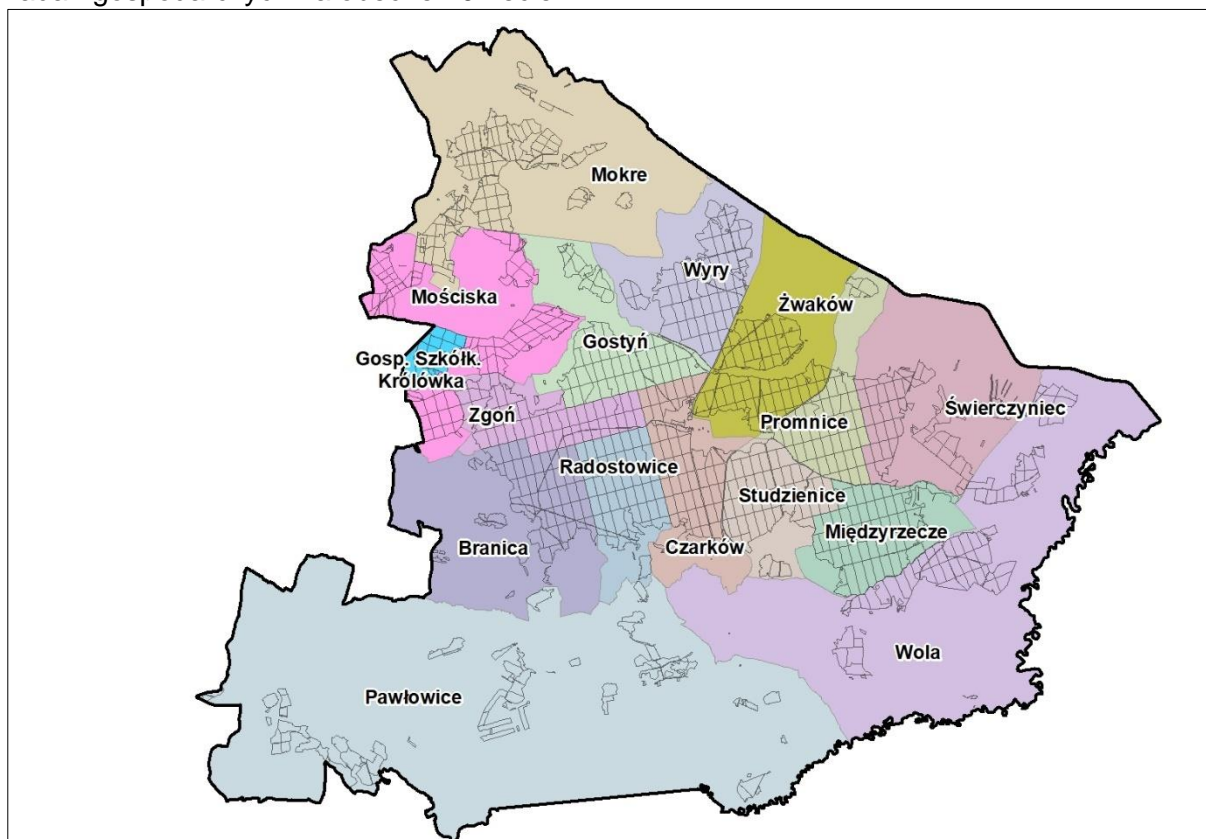 Mokre
Wyry
Mościska
Żwaków
Gostyń
Gosp. Szkółk.
Królówka
Zgoń
Promnice
Świerczyniec
Radostowice
Studzienice
Międzyrzecze
Branica
Czarków
Wola
Pawłowice